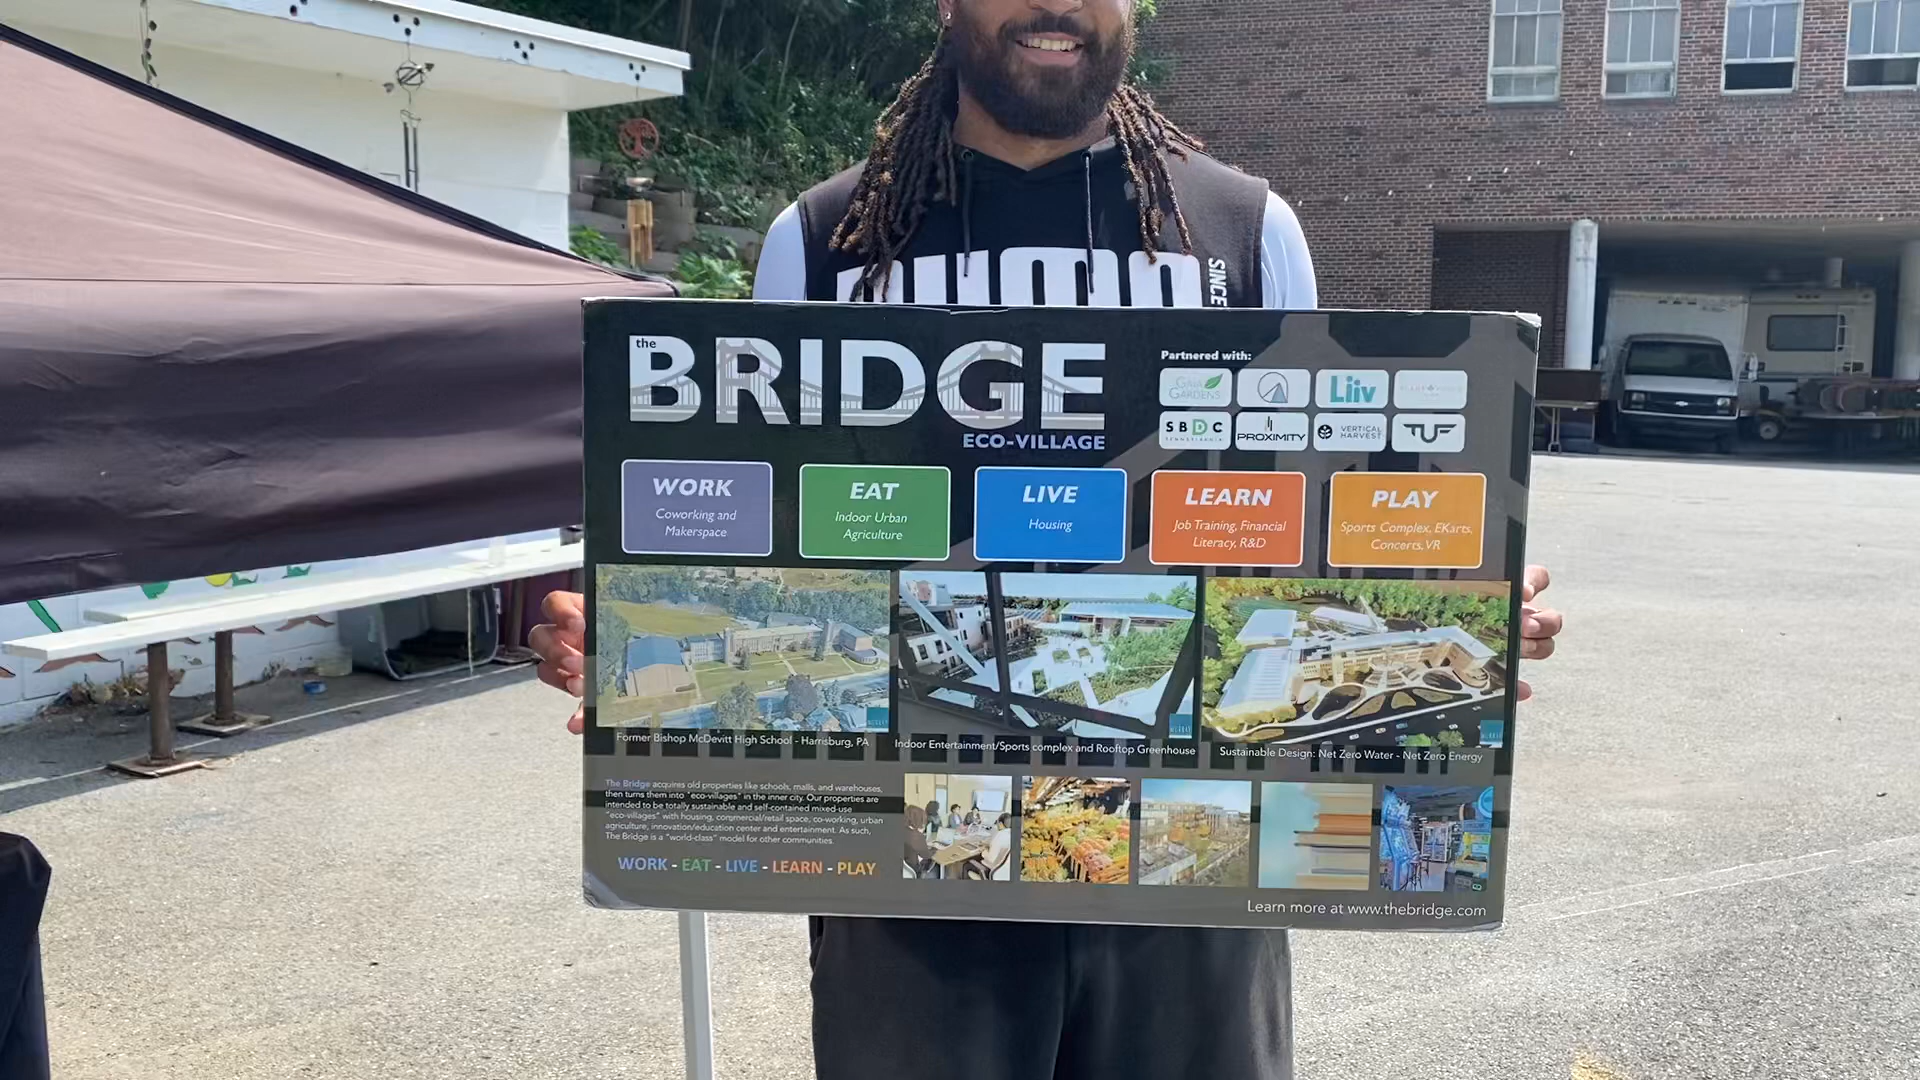 PUMA
SINCE
the
BRIDGE
ECO-VILLAGE
Partnered with:
GAIA
GARDENS
Liiv
SBDC
PENNSYLVANIA
PROXIMITY
VERTICAL
HARVEST
TUF
WORK
Coworking and
Makerspace
EAT
Indoor Urban
Agriculture
LIVE
Housing
LEARN
Job Training, Financial
Literacy, R&D
PLAY
Sports Complex, EKarts,
Concerts, VR
Former Bishop McDevitt High School - Harrisburg, PA
Indoor Entertainment/Sports complex and Rooftop Greenhouse
Sustainable Design: Net Zero Water - Net Zero Energy
The Bridge acquires old properties like schools, malls, and warehouses,
then turns them into "eco-villages" in the inner city. Our properties are
intended to be totally sustainable and self-contained mixed-use
"eco-villages" with housing, commercial/retail space, co-working, urban
agriculture, innovation/education center and entertainment. As such,
The Bridge is a "world-class" model for other communities.
WORK - EAT - LIVE - LEARN - PLAY
Learn more at www.thebridge.com